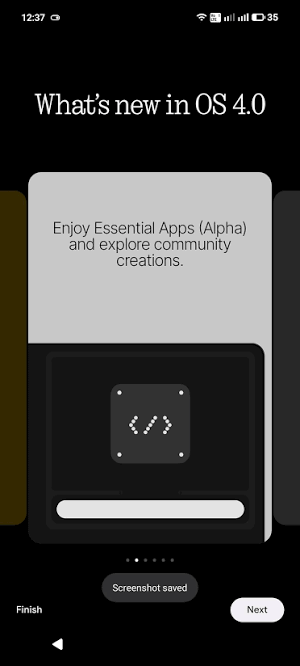 12:37
35
What's new in OS 4.0
Enjoy Essential Apps (Alpha)
and explore community
creations.
</>
Screenshot saved
Finish
Next